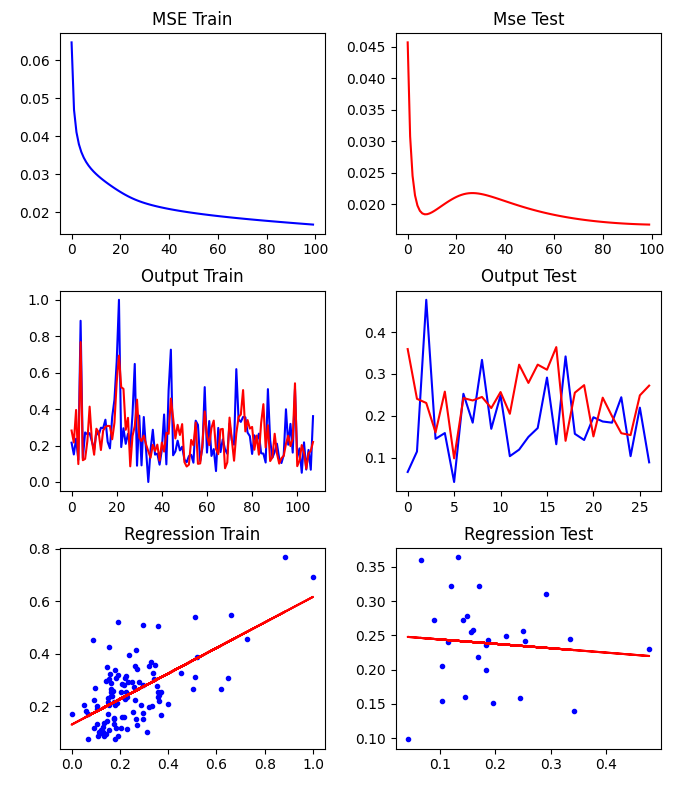 MSE Train
Mse Test
0.06
0.05
0.04
0.03
0.02
0 20 40 60 80 100
0.045
0.040
0.035
0.030
0.025
0.020
0 20 40 60 80 100
Output Train
Output Test
1.0
0.8
0.6
0.4
0.2
0.0
0 20 40 60 80 100
0.4
0.3
0.2
0.1
0 5 10 15 20 25
Regression Train
Regression Test
0.8
0.6
0.4
0.2
0.0 0.2 0.4 0.6 0.8 1.0
0.35
0.30
0.25
0.20
0.15
0.10
0.1 0.2 0.3 0.4